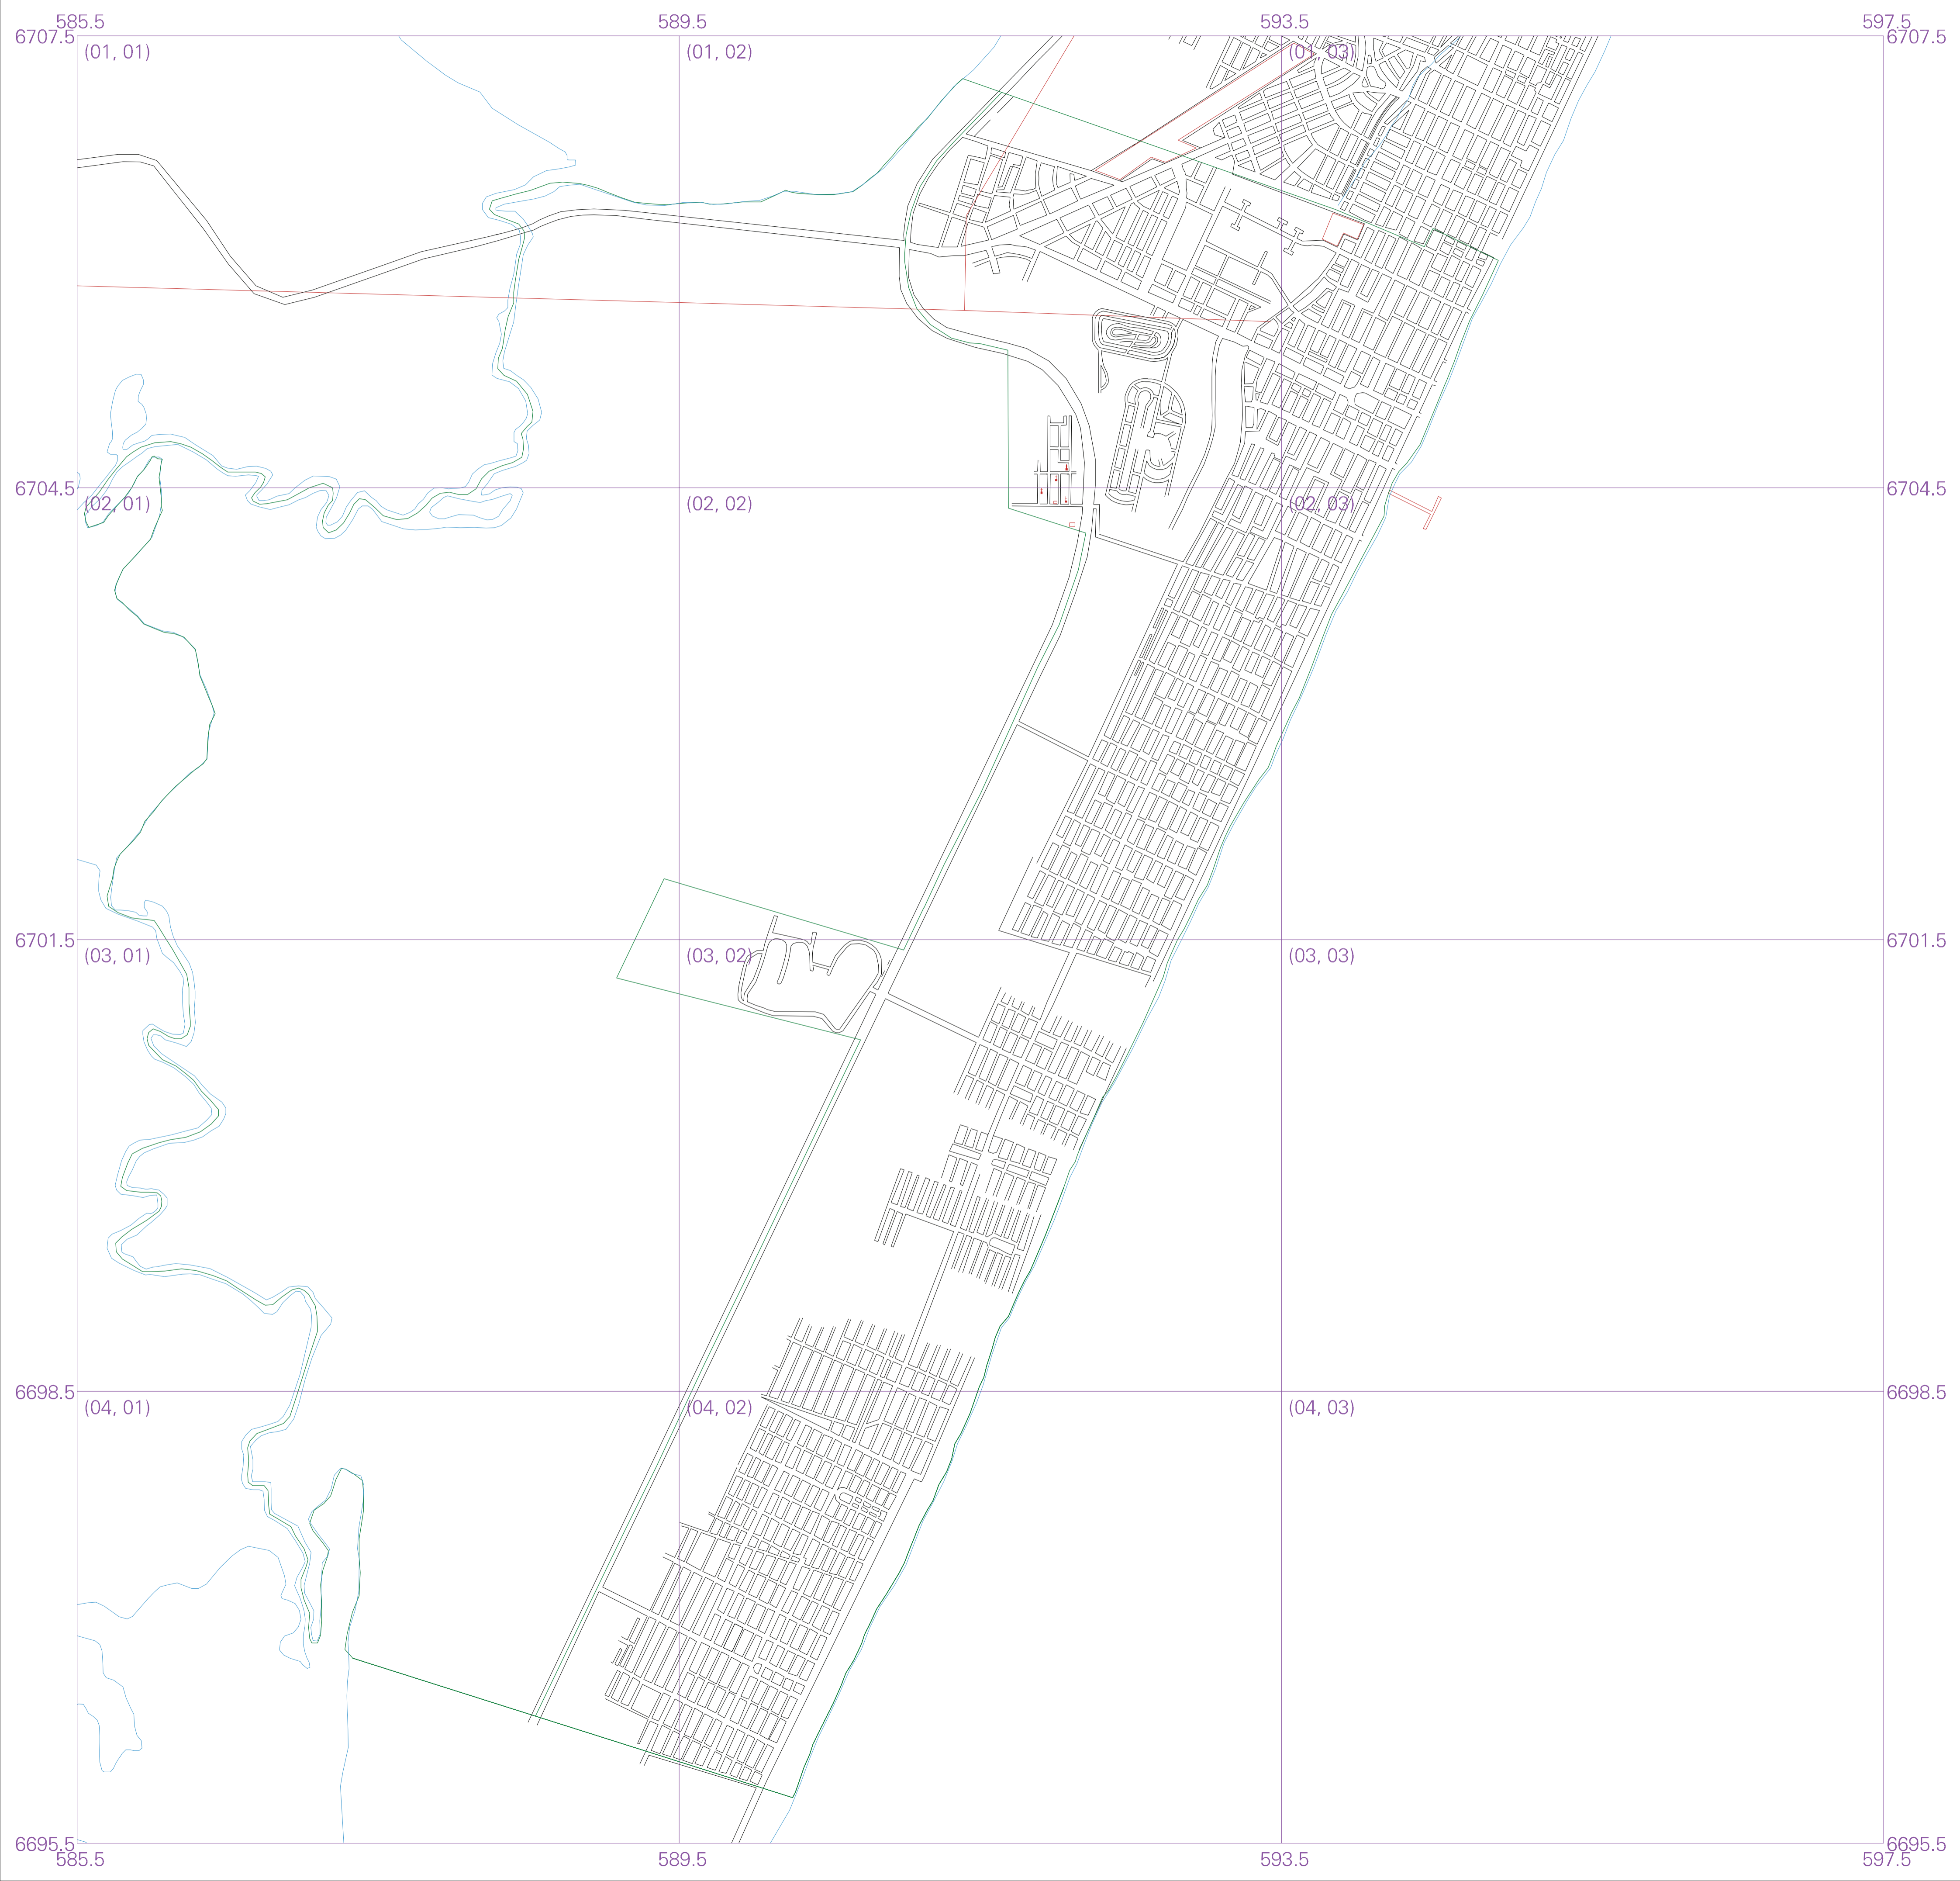 585.5 589.5 593.5 597.5
6707.5 6707.5
(01, 01) (01, 02) (01, 03)
6704.5 6704.5
(02, 01) (02, 02) (02, 03)
6701.5 6701.5
(03, 01) (03, 02) (03, 03)
6698.5 6698.5
(04, 01) (04, 02) (04, 03)
6695.5 6695.5
585.5 589.5 593.5 597.5